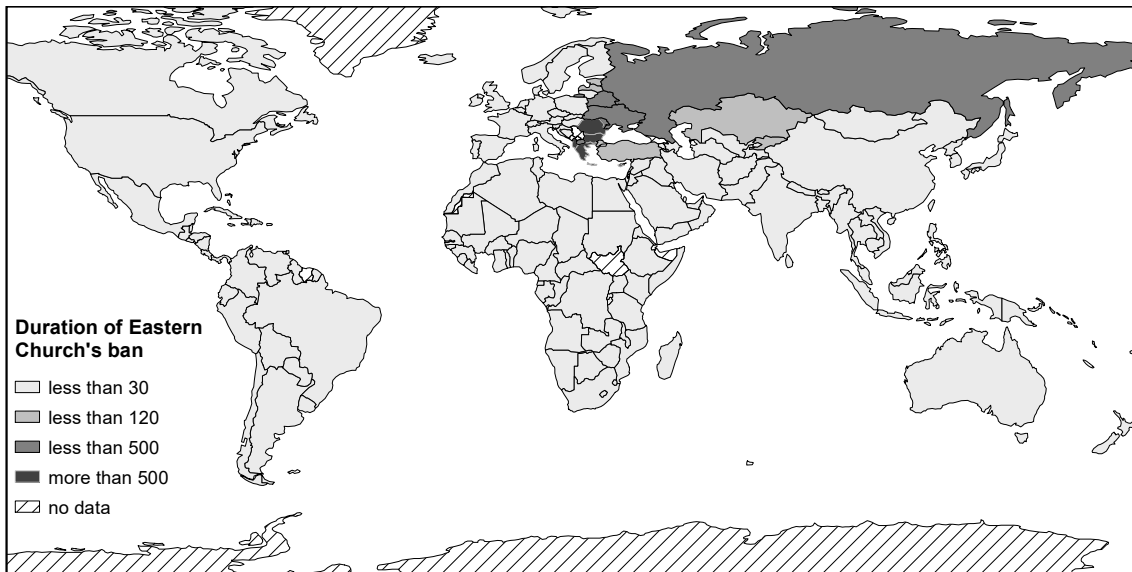 Duration of Eastern
Church's ban
less than 30
less than 120
less than 500
more than 500
no data